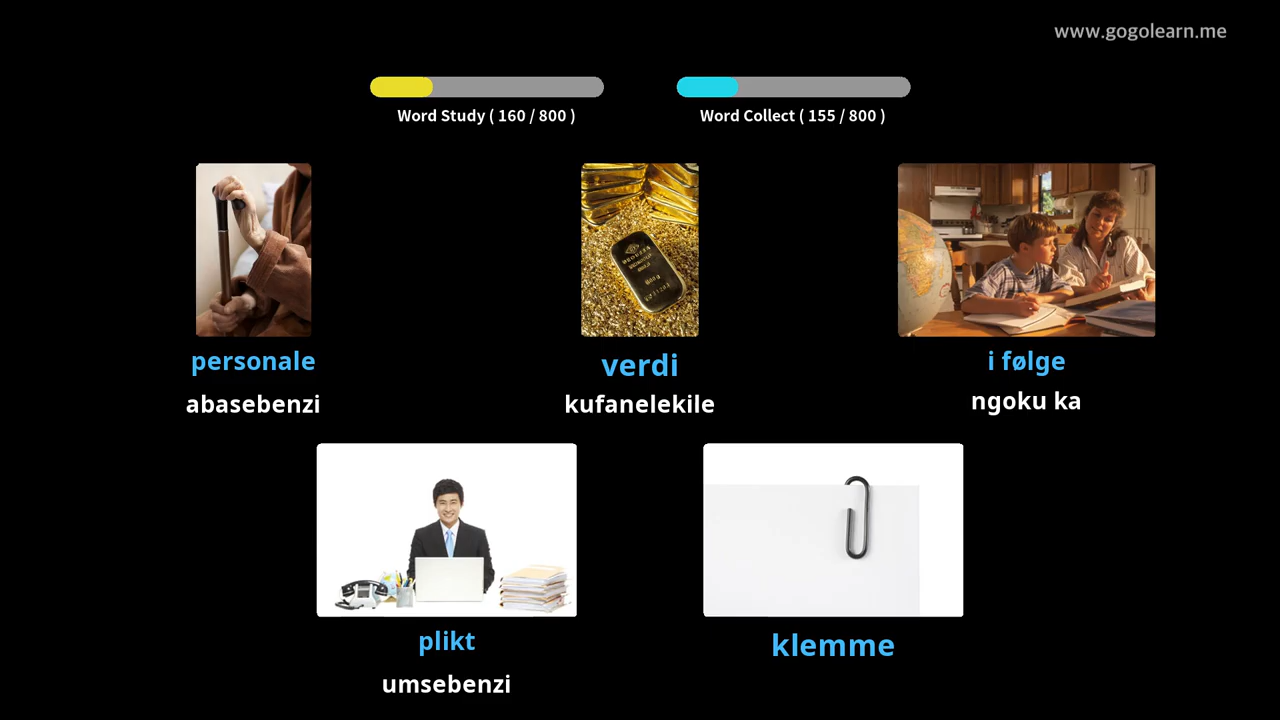 www.gogolearn.me
Word Study ( 160 / 800 )
Word Collect ( 155 / 800 )
personale
abasebenzi
verdi
kufanelekile
i følge
ngoku ka
plikt
umsebenzi
klemme